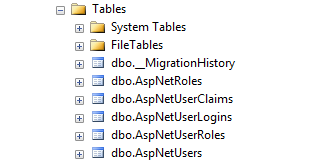 Tables
System Tables
FileTables
dbo.__MigrationHistory
dbo.AspNetRoles
dbo.AspNetUserClaims
dbo.AspNetUserLogins
dbo.AspNetUserRoles
dbo.AspNetUsers